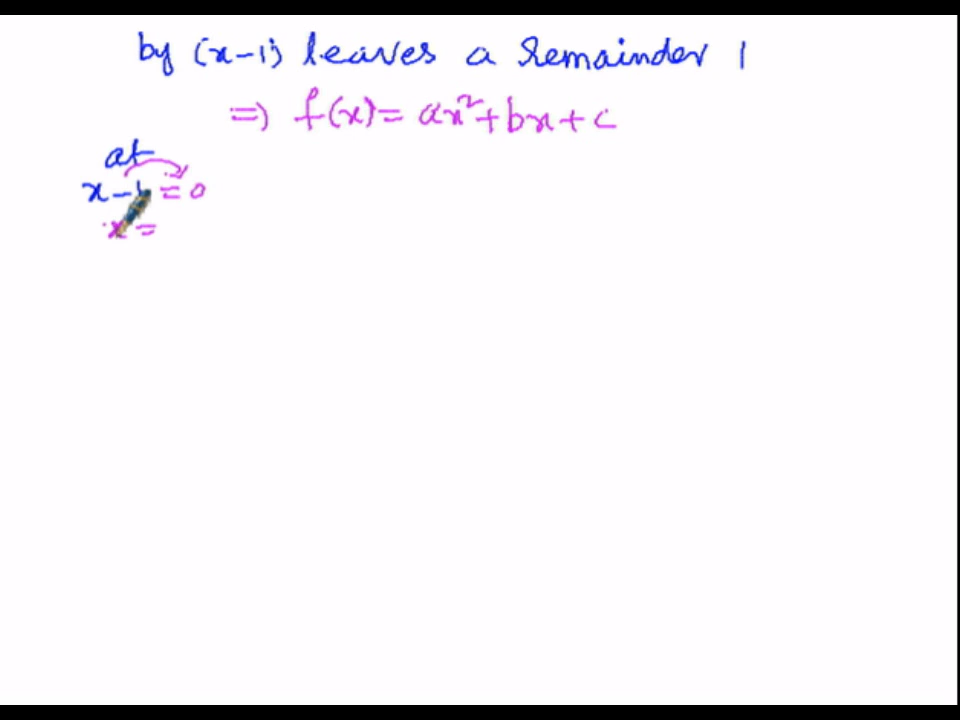 by (x-1) leaves a remainder 1
=> f(x) = ax²+bx+c
at
x-1 = 0
x =